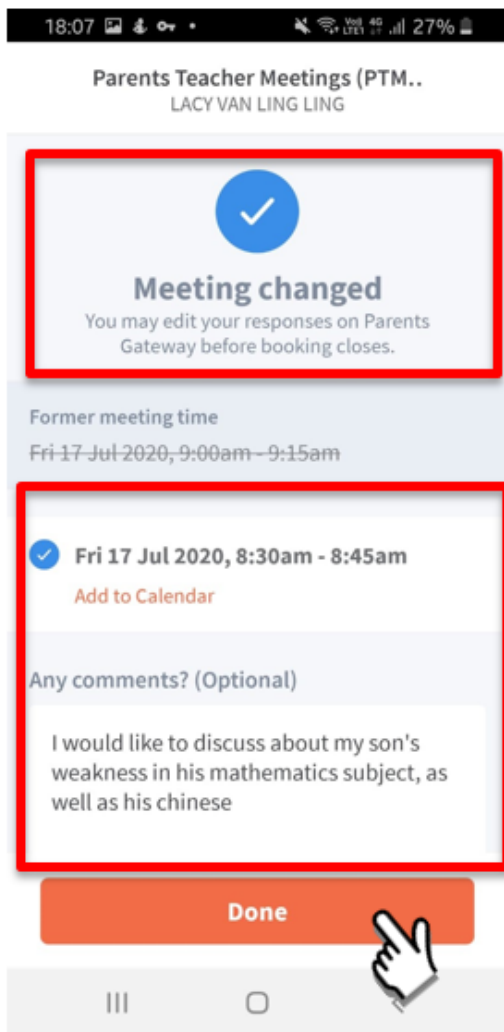 18:07 27%
Parents Teacher Meetings (PTM..
LACY VAN LING LING
Meeting changed
You may edit your responses on Parents
Gateway before booking closes.
Former meeting time
Fri 17 Jul 2020, 9:00am - 9:15am
Fri 17 Jul 2020, 8:30am - 8:45am
Add to Calendar
Any comments? (Optional)
I would like to discuss about my son's
weakness in his mathematics subject, as
well as his chinese
Done